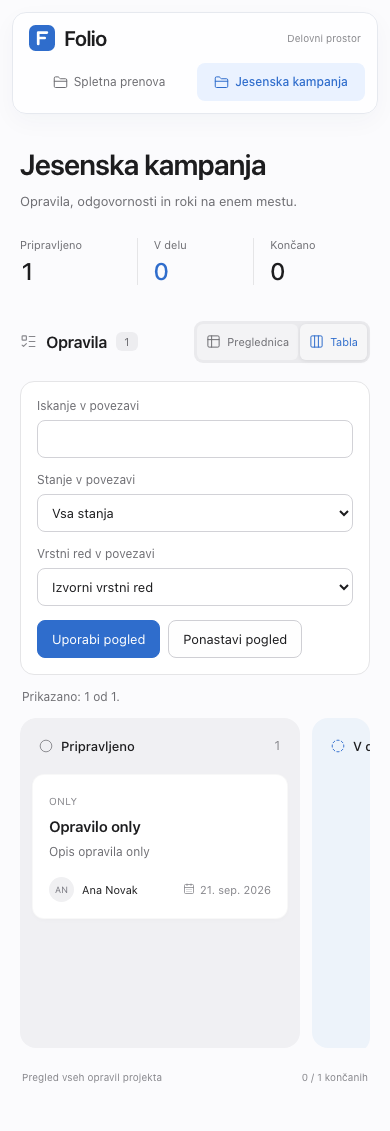 F Folio
Delovni prostor
Spletna prenova
Jesenska kampanja
Jesenska kampanja
Opravila, odgovornosti in roki na enem mestu.
Pripravljeno
1
V delu
0
Končano
0
Opravila 1
Preglednica
Tabla
Iskanje v povezavi
Stanje v povezavi
Vsa stanja
Vrstni red v povezavi
Izvorni vrstni red
Uporabi pogled
Ponastavi pogled
Prikazano: 1 od 1.
Pripravljeno 1
ONLY
Opravilo only
Opis opravila only
AN Ana Novak
21. sep. 2026
V
Pregled vseh opravil projekta
0 / 1 končanih